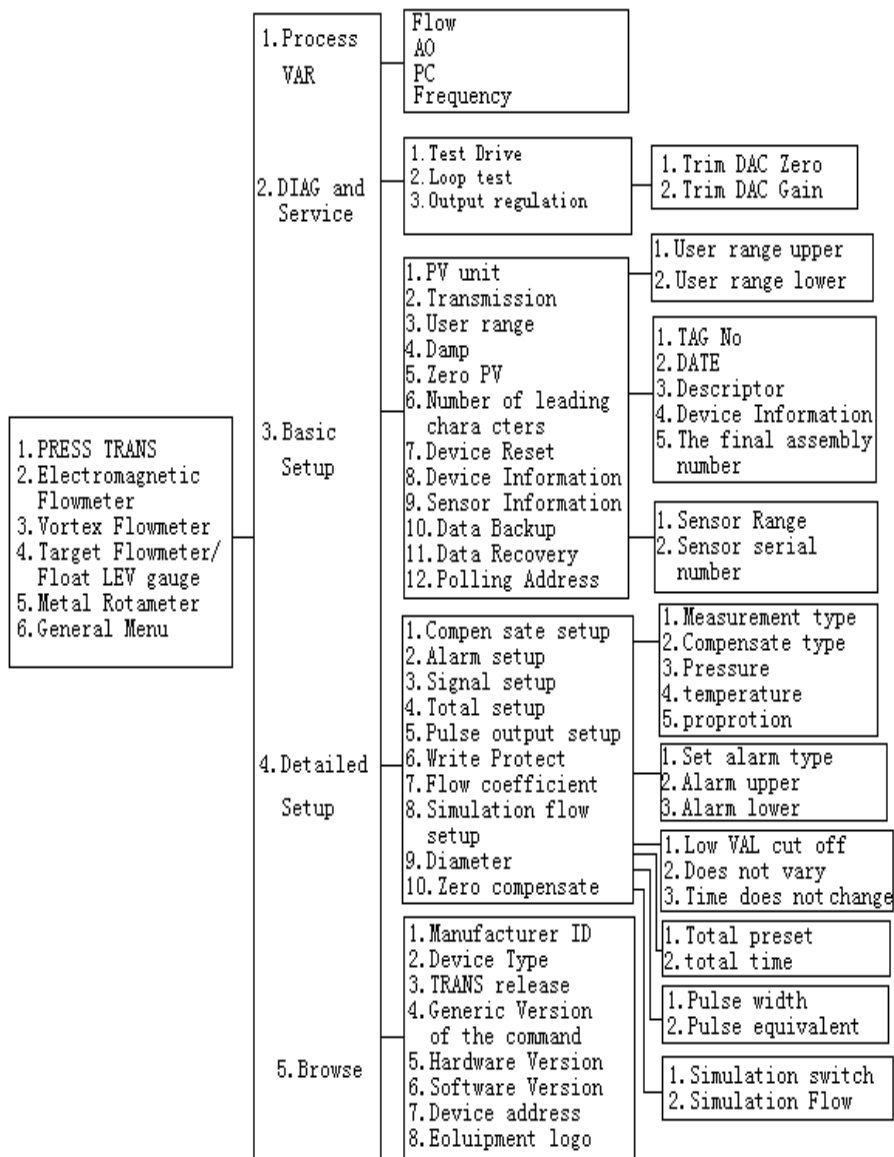 1.PRESS TRANS
2.Electromagnetic
Flowmeter
3.Vortex Flowmeter
4.Target Flowmeter/
Float LEV gauge
5.Metal Rotameter
6.General Menu
1.Process
VAR
2.DIAG and
Service
3.Basic
Setup
4.Detailed
Setup
5.Browse
Flow
AO
PC
Frequency
1.Test Drive
2.Loop test
3.Output regulation
1.Trim DAC Zero
2.Trim DAC Gain
1.PV unit
2.Transmission
3.User range
4.Damp
5.Zero PV
6.Number of leading
chara cters
7.Device Reset
8.Device Information
9.Sensor Information
10.Data Backup
11.Data Recovery
12.Polling Address
1.User range upper
2.User range lower
1.TAG No
2.DATE
3.Descriptor
4.Device Information
5.The final assembly
number
1.Sensor Range
2.Sensor serial
number
1.Compen sate setup
2.Alarm setup
3.Signal setup
4.Total setup
5.Pulse output setup
6.Write Protect
7.Flow coefficient
8.Simulation flow
setup
9.Diameter
10.Zero compensate
1.Measurement type
2.Compensate type
3.Pressure
4.temperature
5.proprotion
1.Set alarm type
2.Alarm upper
3.Alarm lower
1.Low VAL cut off
2.Does not vary
3.Time does not change
1.Total preset
2.total time
1.Pulse width
2.Pulse equivalent
1.Simulation switch
2.Simulation Flow
1.Manufacturer ID
2.Device Type
3.TRANS release
4.Generic Version
of the command
5.Hardware Version
6.Software Version
7.Device address
8.Eoluipment logo